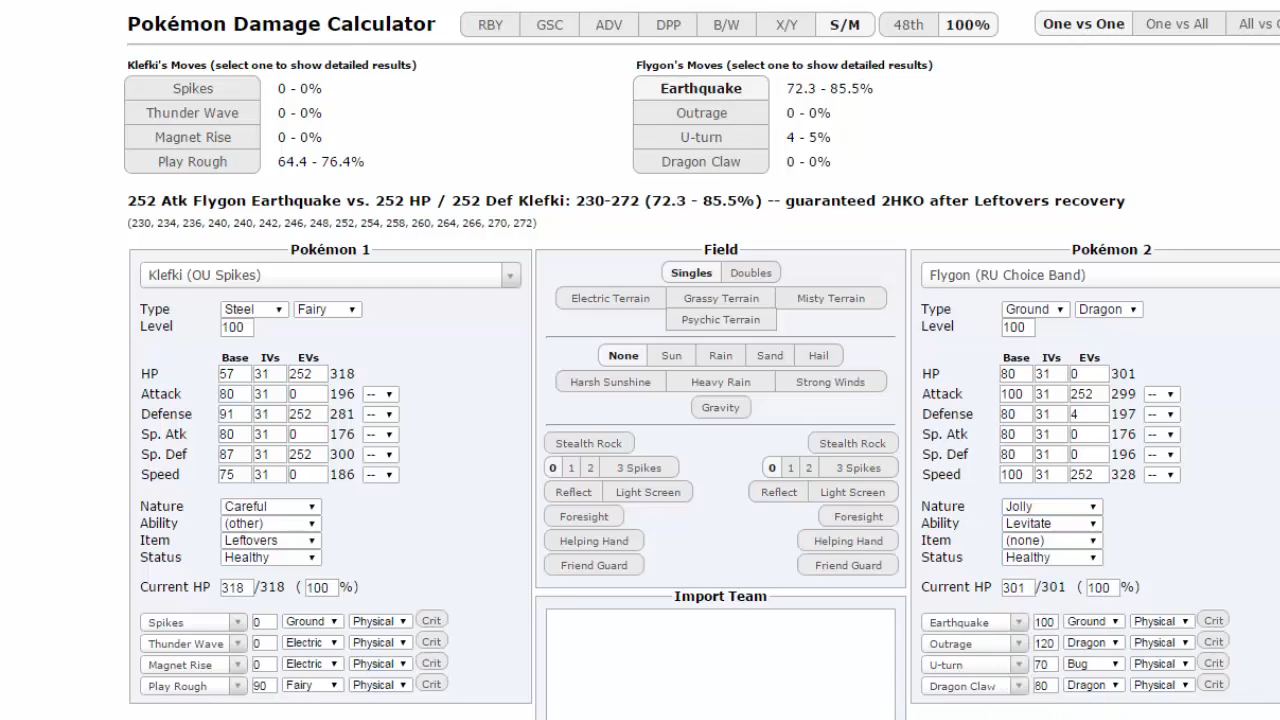 Pokémon Damage Calculator RBY GSC ADV DPP B/W X/Y S/M 48th 100% One vs One One vs All All vs
Klefki's Moves (select one to show detailed results) Flygon's Moves (select one to show detailed results)
Spikes 0 - 0% Earthquake 72.3 - 85.5%
Thunder Wave 0 - 0% Outrage 0 - 0%
Magnet Rise 0 - 0% U-turn 4 - 5%
Play Rough 64.4 - 76.4% Dragon Claw 0 - 0%
252 Atk Flygon Earthquake vs. 252 HP / 252 Def Klefki: 230-272 (72.3 - 85.5%) -- guaranteed 2HKO after Leftovers recovery
(230, 234, 236, 240, 240, 242, 246, 248, 252, 254, 258, 260, 264, 266, 270, 272)
Pokémon 1
Klefki (OU Spikes)
Type Steel Fairy
Level 100
Base IVs EVs
HP 57 31 252 318
Attack 80 31 0 196 --
Defense 91 31 252 281 --
Sp. Atk 80 31 0 176 --
Sp. Def 87 31 252 300 --
Speed 75 31 0 186 --
Nature Careful
Ability (other)
Item Leftovers
Status Healthy
Current HP 318 /318 ( 100 %)
Spikes 0 Ground Physical Crit
Thunder Wave 0 Electric Physical Crit
Magnet Rise 0 Electric Physical Crit
Play Rough 90 Fairy Physical Crit
Field
Singles Doubles
Electric Terrain Grassy Terrain Misty Terrain
Psychic Terrain
None Sun Rain Sand Hail
Harsh Sunshine Heavy Rain Strong Winds
Gravity
Stealth Rock Stealth Rock
0 1 2 3 Spikes 0 1 2 3 Spikes
Reflect Light Screen Reflect Light Screen
Foresight Foresight
Helping Hand Helping Hand
Friend Guard Friend Guard
Import Team
Pokémon 2
Flygon (RU Choice Band)
Type Ground Dragon
Level 100
Base IVs EVs
HP 80 31 0 301
Attack 100 31 252 299 --
Defense 80 31 4 197 --
Sp. Atk 80 31 0 176 --
Sp. Def 80 31 0 196 --
Speed 100 31 252 328 --
Nature Jolly
Ability Levitate
Item (none)
Status Healthy
Current HP 301 /301 ( 100 %)
Earthquake 100 Ground Physical Crit
Outrage 120 Dragon Physical Crit
U-turn 70 Bug Physical Crit
Dragon Claw 80 Dragon Physical Crit